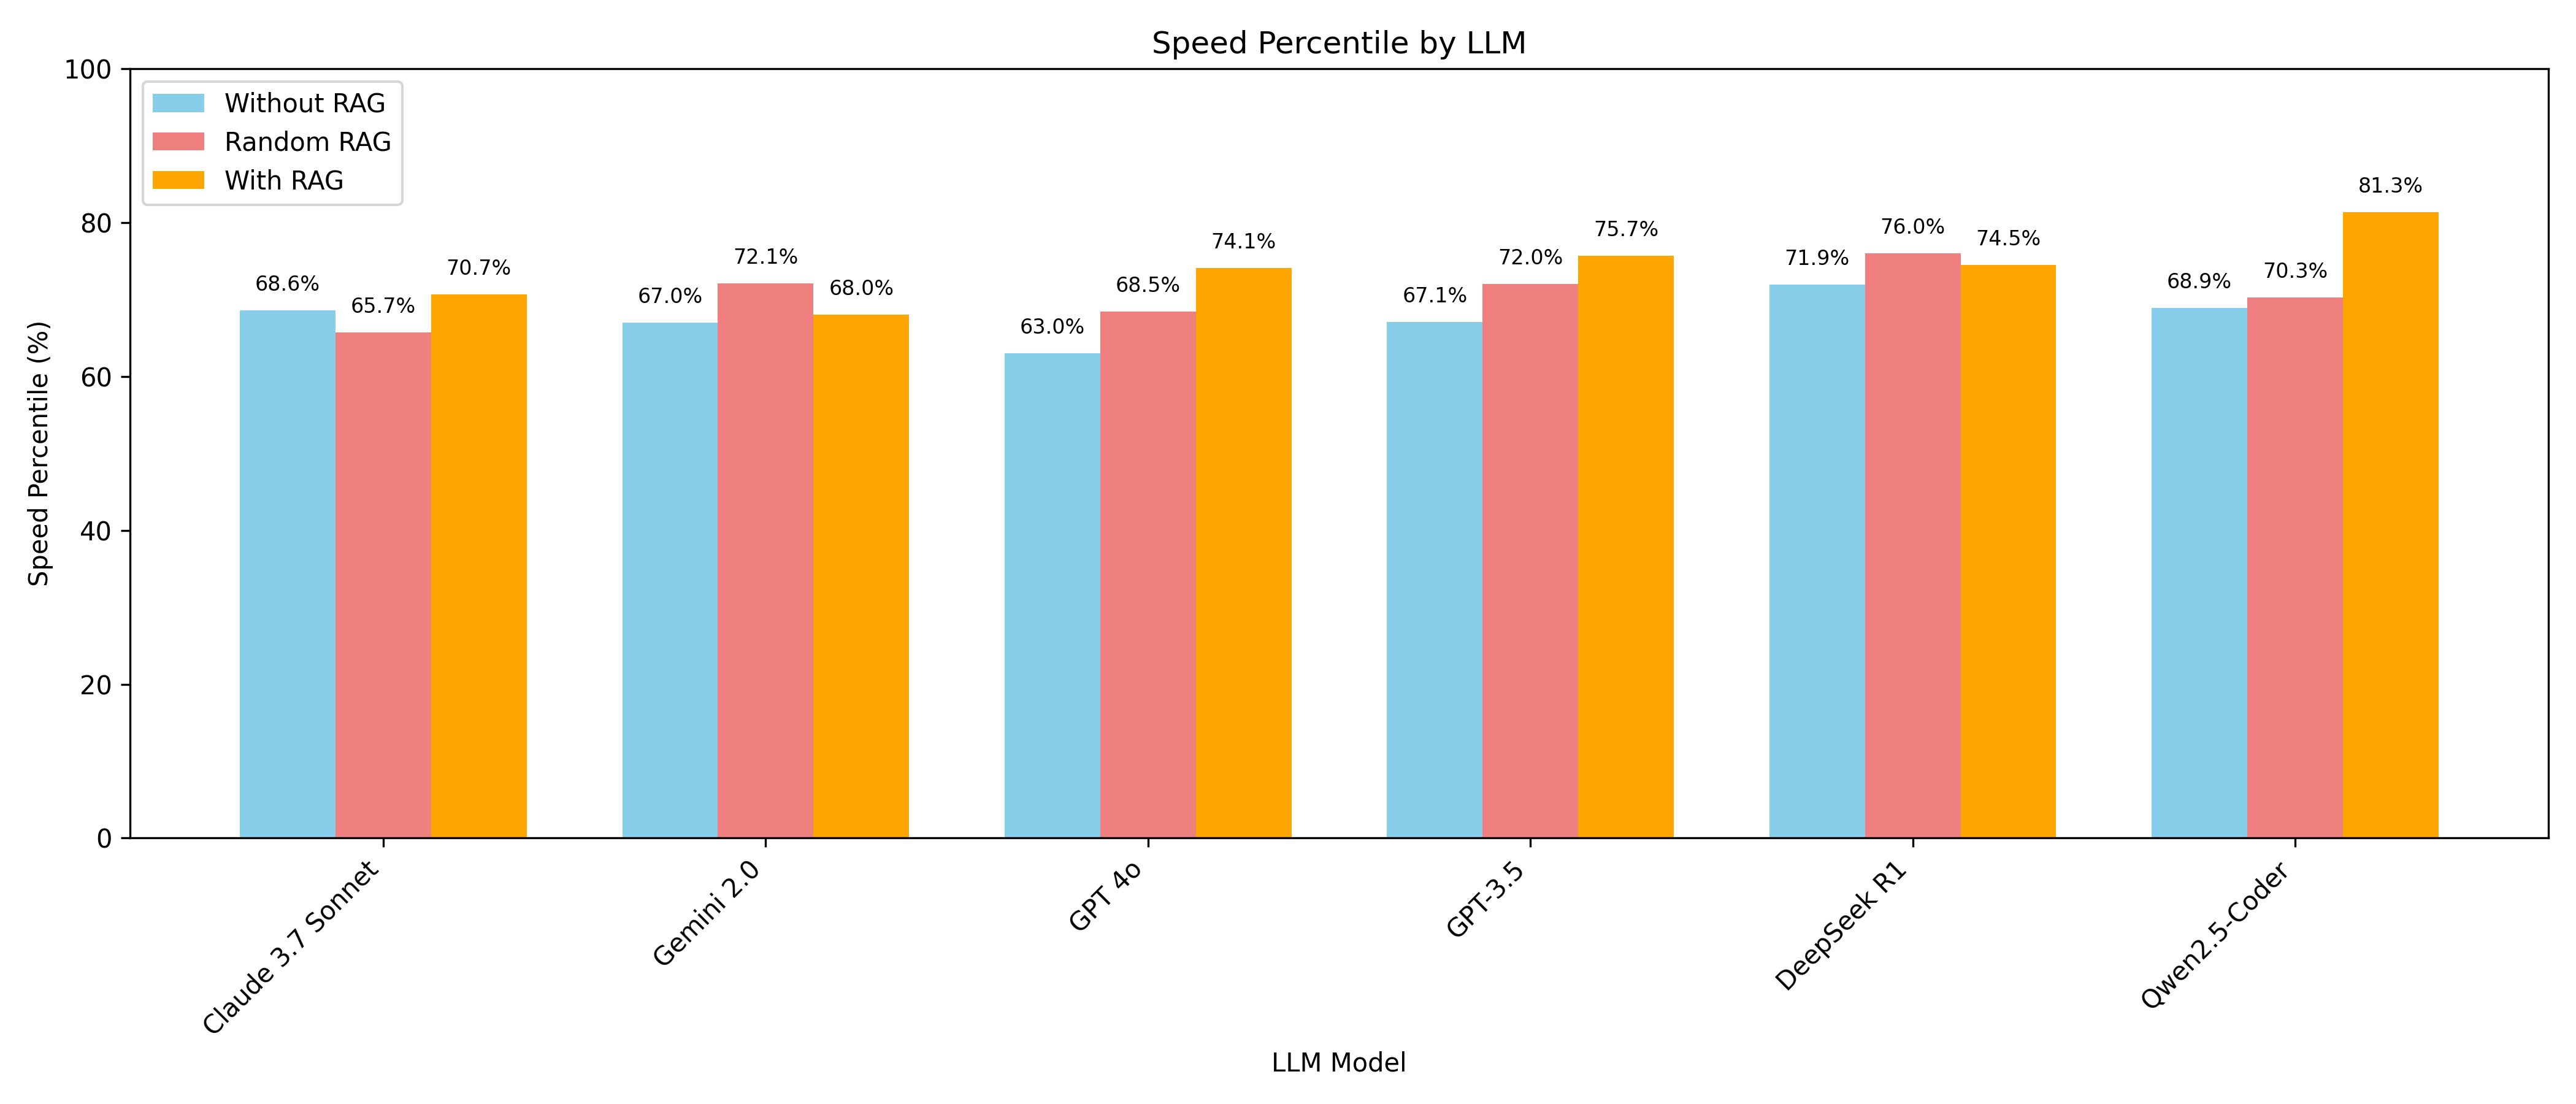 Speed Percentile by LLM
100
80
60
40
20
0
Speed Percentile (%)
Without RAG
Random RAG
With RAG
68.6%
65.7%
70.7%
67.0%
72.1%
68.0%
63.0%
68.5%
74.1%
67.1%
72.0%
75.7%
71.9%
76.0%
74.5%
68.9%
70.3%
81.3%
Claude 3.7 Sonnet
Gemini 2.0
GPT 4o
GPT-3.5
DeepSeek R1
Qwen2.5-Coder
LLM Model